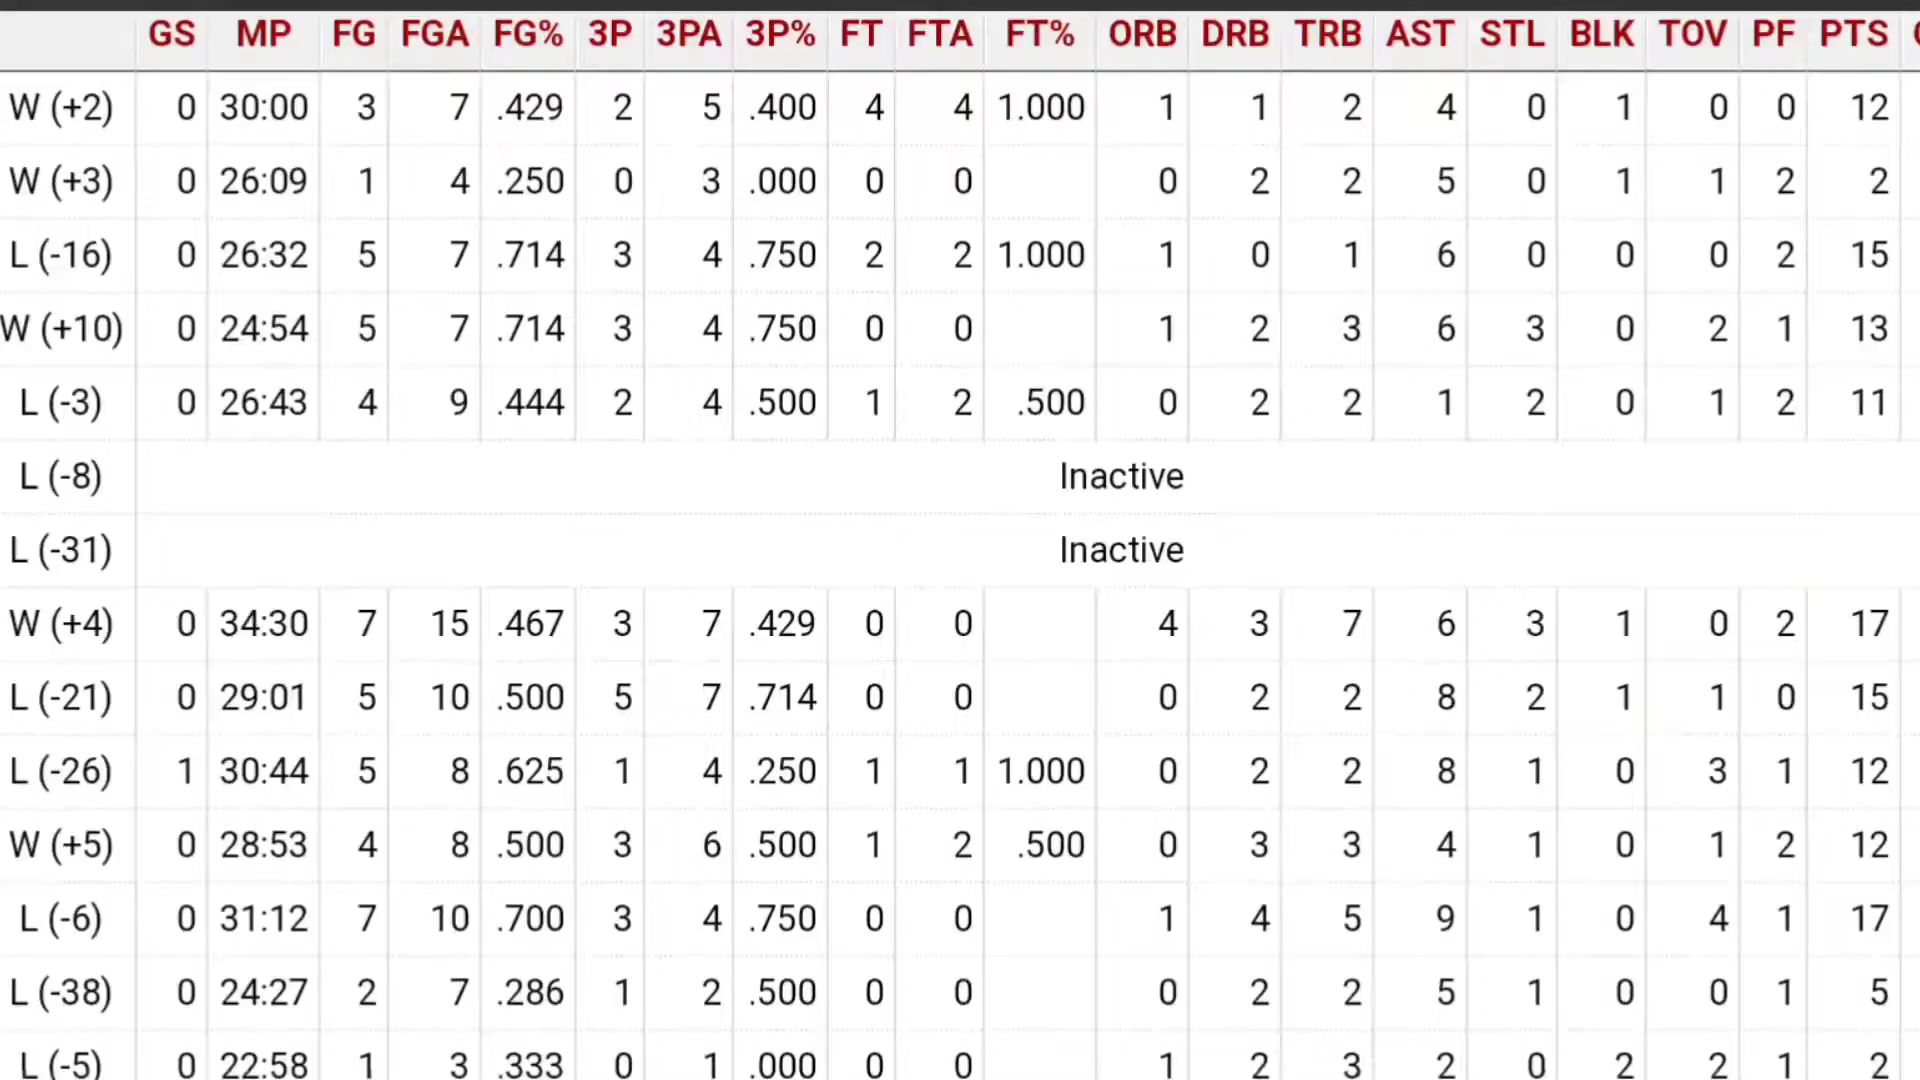 GS MP FG FGA FG% 3P 3PA 3P% FT FTA FT% ORB DRB TRB AST STL BLK TOV PF PTS
W (+2) 0 30:00 3 7 .429 2 5 .400 4 4 1.000 1 1 2 4 0 1 0 0 12
W (+3) 0 26:09 1 4 .250 0 3 .000 0 0 0 2 2 5 0 1 1 2 2
L (-16) 0 26:32 5 7 .714 3 4 .750 2 2 1.000 1 0 1 6 0 0 0 2 15
W (+10) 0 24:54 5 7 .714 3 4 .750 0 0 1 2 3 6 3 0 2 1 13
L (-3) 0 26:43 4 9 .444 2 4 .500 1 2 .500 0 2 2 1 2 0 1 2 11
L (-8) Inactive
L (-31) Inactive
W (+4) 0 34:30 7 15 .467 3 7 .429 0 0 4 3 7 6 3 1 0 2 17
L (-21) 0 29:01 5 10 .500 5 7 .714 0 0 0 2 2 8 2 1 1 0 15
L (-26) 1 30:44 5 8 .625 1 4 .250 1 1 1.000 0 2 2 8 1 0 3 1 12
W (+5) 0 28:53 4 8 .500 3 6 .500 1 2 .500 0 3 3 4 1 0 1 2 12
L (-6) 0 31:12 7 10 .700 3 4 .750 0 0 1 4 5 9 1 0 4 1 17
L (-38) 0 24:27 2 7 .286 1 2 .500 0 0 0 2 2 5 1 0 0 1 5
L (-5) 0 22:58 1 3 .333 0 1 .000 0 0 1 2 3 2 0 2 2 1 2